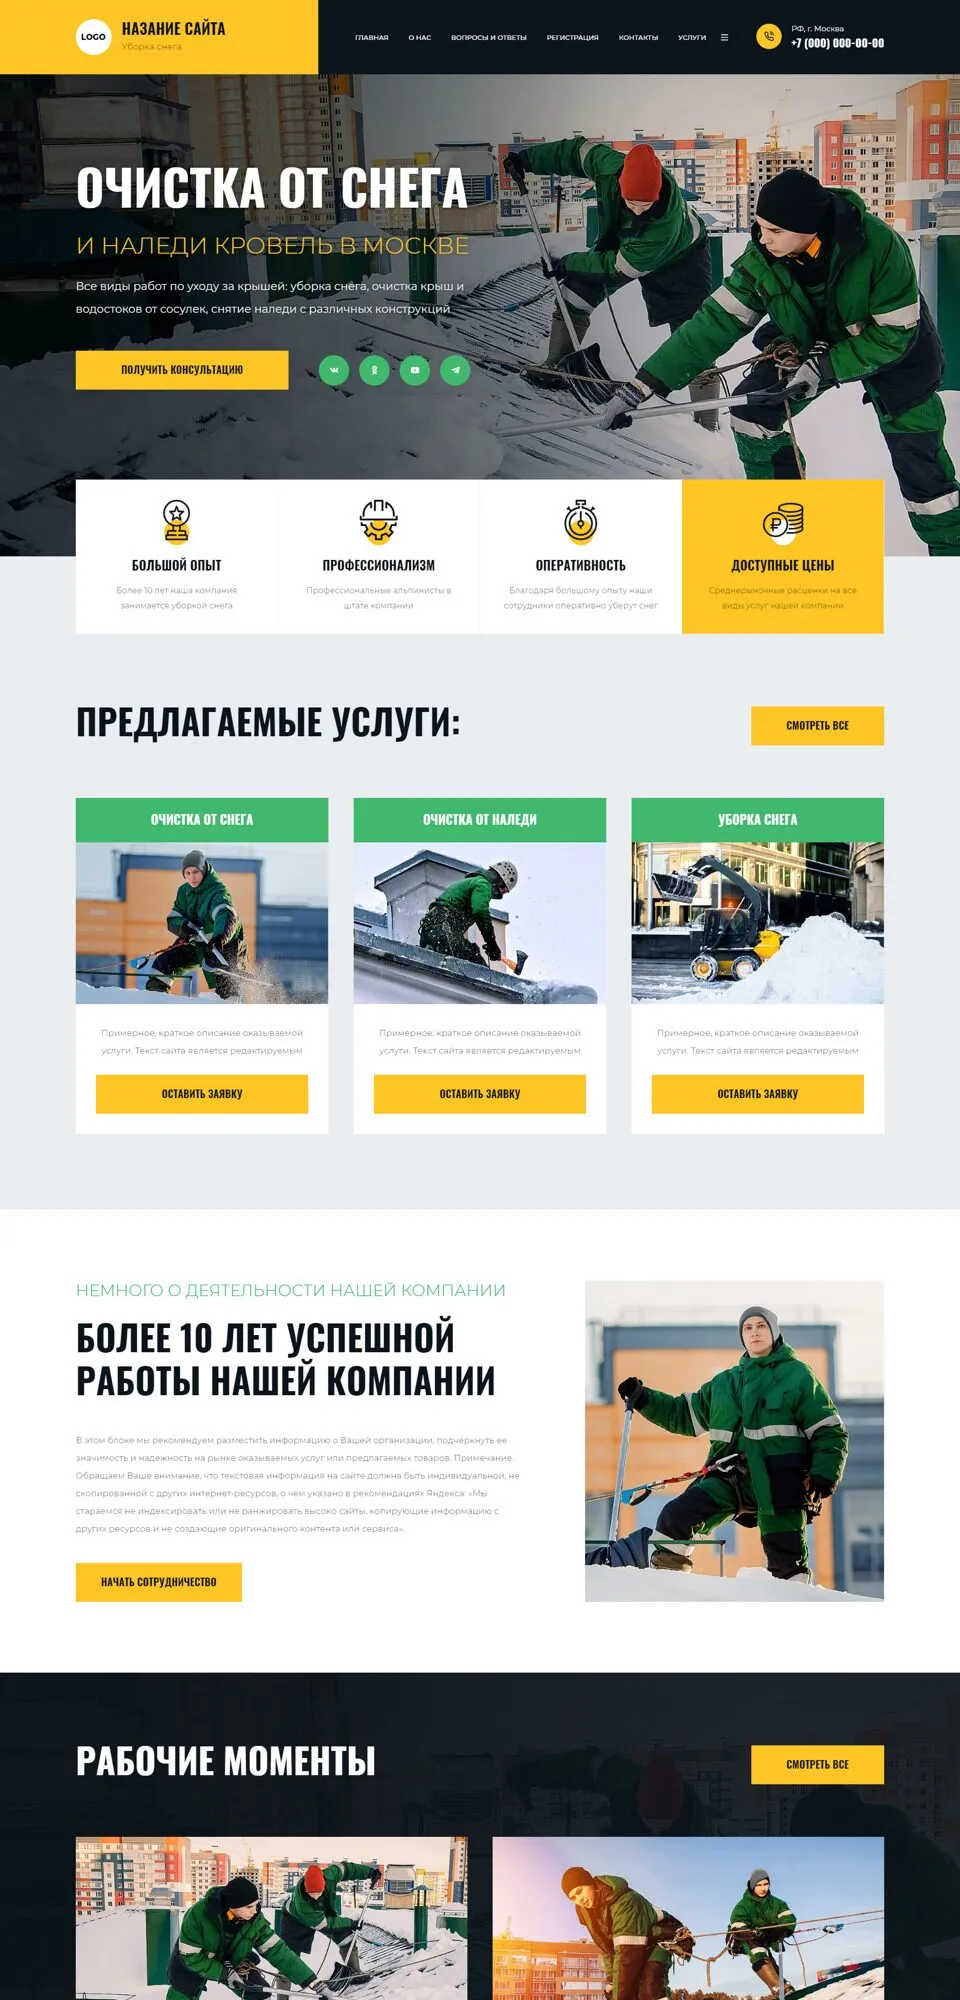 LOGO
НАЗАНИЕ САЙТА
Уборка снега
ГЛАВНАЯ
О НАС
ВОПРОСЫ И ОТВЕТЫ
РЕГИСТРАЦИЯ
КОНТАКТЫ
УСЛУГИ
РФ, г. Москва
+7 (000) 000-00-00
ОЧИСТКА ОТ СНЕГА
И НАЛЕДИ КРОВЕЛЬ В МОСКВЕ
Все виды работ по уходу за крышей: уборка снега, очистка крыш и
водостоков от сосулек, снятие наледи с различных конструкций
ПОЛУЧИТЬ КОНСУЛЬТАЦИЮ
БОЛЬШОЙ ОПЫТ
Более 10 лет наша компания
занимается уборкой снега
ПРОФЕССИОНАЛИЗМ
Профессиональные альпинисты в
штате компании
ОПЕРАТИВНОСТЬ
Благодаря большому опыту наши
сотрудники оперативно уберут снег
ДОСТУПНЫЕ ЦЕНЫ
Среднерыночные расценки на все
виды услуг нашей компании
ПРЕДЛАГАЕМЫЕ УСЛУГИ:
СМОТРЕТЬ ВСЕ
ОЧИСТКА ОТ СНЕГА
Примерное, краткое описание оказываемой
услуги. Текст сайта является редактируемым
ОСТАВИТЬ ЗАЯВКУ
ОЧИСТКА ОТ НАЛЕДИ
Примерное, краткое описание оказываемой
услуги. Текст сайта является редактируемым
ОСТАВИТЬ ЗАЯВКУ
УБОРКА СНЕГА
Примерное, краткое описание оказываемой
услуги. Текст сайта является редактируемым
ОСТАВИТЬ ЗАЯВКУ
НЕМНОГО О ДЕЯТЕЛЬНОСТИ НАШЕЙ КОМПАНИИ
БОЛЕЕ 10 ЛЕТ УСПЕШНОЙ
РАБОТЫ НАШЕЙ КОМПАНИИ
В этом блоке мы рекомендуем разместить информацию о Вашей организации, подчеркнуть ее
значимость и надежность на рынке оказываемых услуг или предлагаемых товаров. Примечание.
Обращаем Ваше внимание, что текстовая информация на сайте должна быть индивидуальной, не
скопированной с других интернет-ресурсов, о чем указано в рекомендациях Яндекса: «Мы
стараемся не индексировать или не ранжировать высоко сайты, копирующие информацию с
других ресурсов и не создающие оригинального контента или сервиса».
НАЧАТЬ СОТРУДНИЧЕСТВО
РАБОЧИЕ МОМЕНТЫ
СМОТРЕТЬ ВСЕ